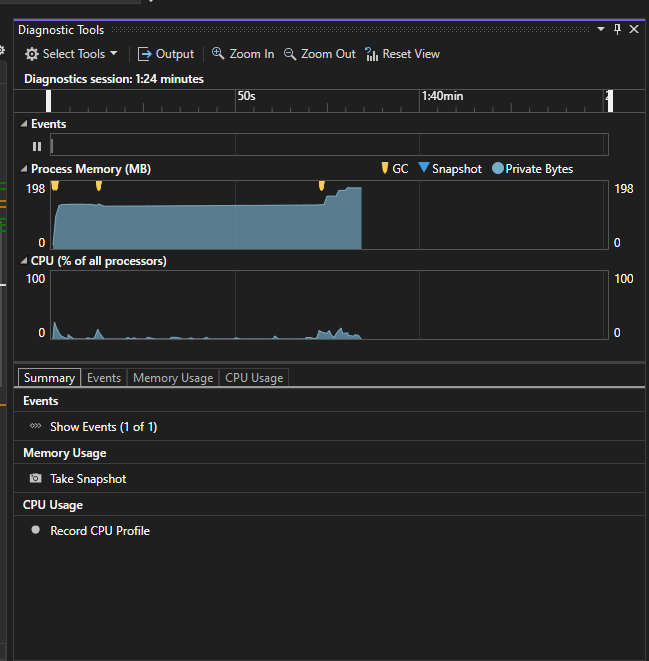 Diagnostic Tools
Select Tools Output Zoom In Zoom Out Reset View
Diagnostics session: 1:24 minutes
50s 1:40min
Events
Process Memory (MB) GC Snapshot Private Bytes
198 198
0 0
CPU (% of all processors)
100 100
0 0
Summary Events Memory Usage CPU Usage
Events
Show Events (1 of 1)
Memory Usage
Take Snapshot
CPU Usage
Record CPU Profile